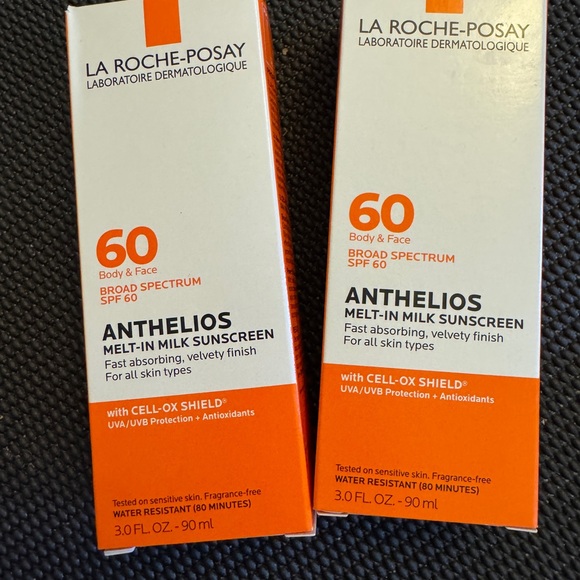 LA ROCHE-POSAY
LABORATOIRE DERMATOLOGIQUE
60
Body & Face
BROAD SPECTRUM
SPF 60
ANTHELIOS
MELT-IN MILK SUNSCREEN
Fast absorbing, velvety finish
For all skin types
with CELL-OX SHIELD®
UVA/UVB Protection + Antioxidants
Tested on sensitive skin. Fragrance-free
WATER RESISTANT (80 MINUTES)
3.0 FL. OZ. - 90 ml
LA ROCHE-POSAY
LABORATOIRE DERMATOLOGIQUE
60
Body & Face
BROAD SPECTRUM
SPF 60
ANTHELIOS
MELT-IN MILK SUNSCREEN
Fast absorbing, velvety finish
For all skin types
with CELL-OX SHIELD®
UVA/UVB Protection + Antioxidants
Tested on sensitive skin. Fragrance-free
WATER RESISTANT (80 MINUTES)
3.0 FL. OZ. - 90 ml